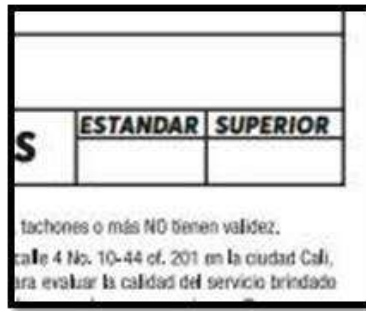 ESTANDAR SUPERIOR
S
tachones o más NO tienen validez.
calle 4 No. 10-44 of. 201 en la ciudad Cali,
ara evaluar la calidad del servicio brindado